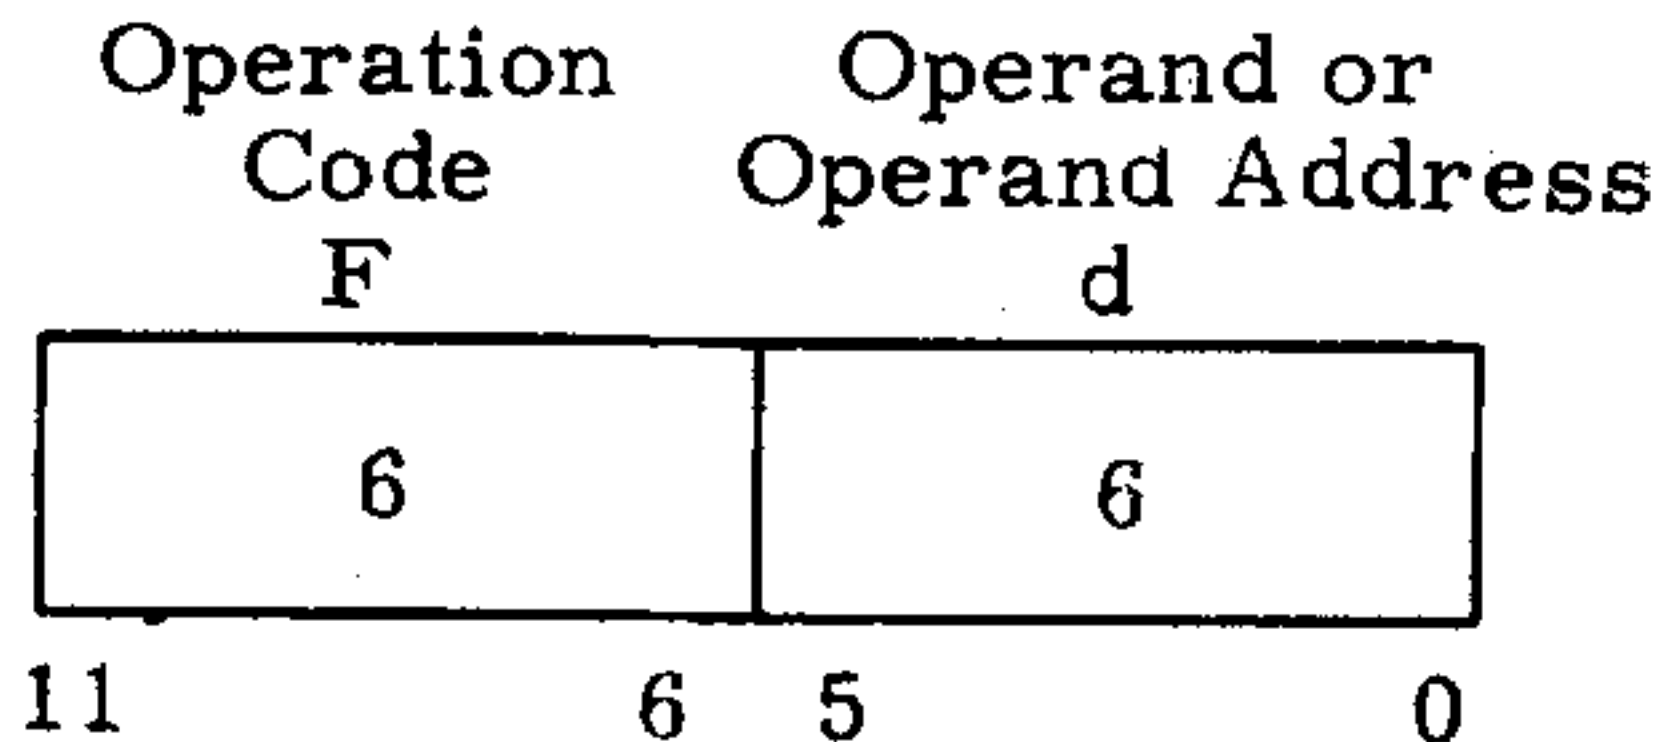 Operation
Code
F
Operand or
Operand Address
d
6
6
11 6 5 0